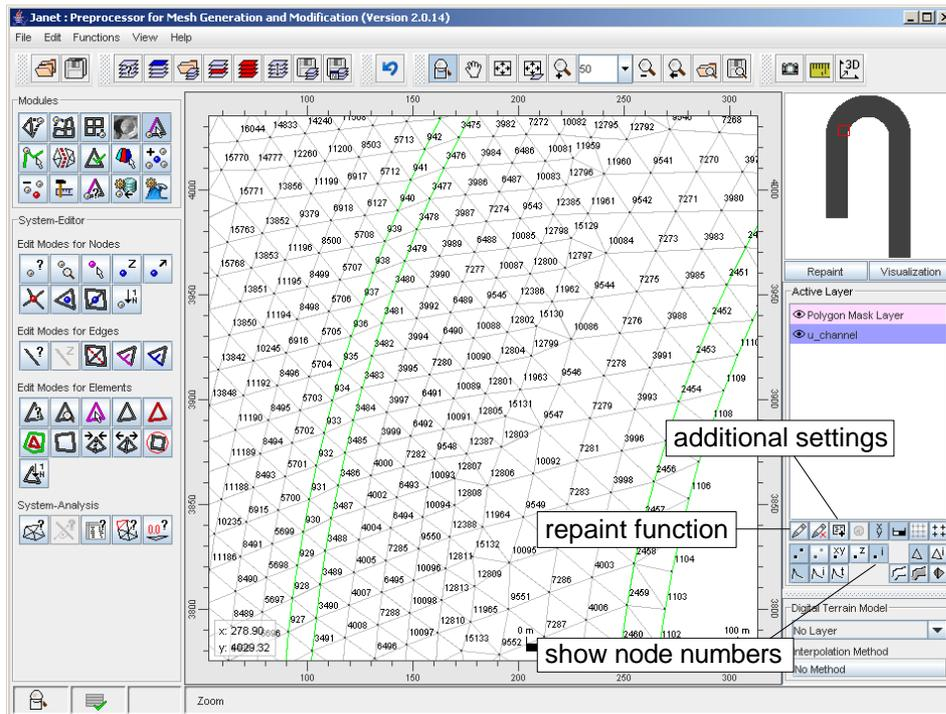 Janet : Preprocessor for Mesh Generation and Modification (Version 2.0.14)
File Edit Functions View Help
50
3D
Modules
System-Editor
Edit Modes for Nodes
Edit Modes for Edges
Edit Modes for Elements
System-Analysis
100 150 200 250 300
4000
3950
3900
3850
3800
16044 14833 14240 5713 942 3475 3982 7272 10082 12795 12792 7268
15770 14777 12260 11200 8503 941 3476 3984 6486 10081 11959 11960 9541 7270
15771 13856 11199 6917 5712 940 3477 3986 6487 10083 12796
15763 13852 9379 6918 6127 939 3478 3987 7274 9543 12385 11961 9542 7271 3980
15768 13853 11196 8500 5708 938 3479 3989 6488 10085 12798 15129 10084 7273 3983
13851 11195 8499 5707 937 3480 3990 7277 10087 12800 12797 7275 3985 2451
13850 11194 8498 5706 936 3481 3992 6489 9545 12386 11962 9544
10245 6916 5705 935 3482 3994 6490 10088 12802 15130 10086 7276 3988 2452
13842 8496 5704 934 3483 3995 7280 10090 12804 12799 7278 3991 2453
13848 11192 8495 5703 933 3484 3997 6491 10089 12801 11963 9546 2454 1109
11190 8494 5702 932 3485 3999 7282 10091 12805 15131 9547 7279 3993 1108
11189 8493 5701 931 3486 4000 6492 9548 12387 12803 7281 3996
10235 6915 5700 930 3487 4002 7284 10093 12807 12806 10092 7283 3998 2456 1106
11186 8491 5699 929 3488 4003 6493 12388 12808 11964 9549
8490 5698 928 3489 4005 7285 10096 12811 15132 10095 4003 2458 1104
8489 5697 927 3490 4007 6495 12809 12813 9551 7286 2459 1103
3491 4008 7288 10098 12810 11965 4006 2460 1102
6496 10097 15133 9552
x: 278.90
y: 4029.32
0 m 100 m
Repaint Visualization
Active Layer
Polygon Mask Layer
u_channel
additional settings
repaint function
show node numbers
Digital Terrain Model
No Layer
Interpolation Method
No Method
Zoom